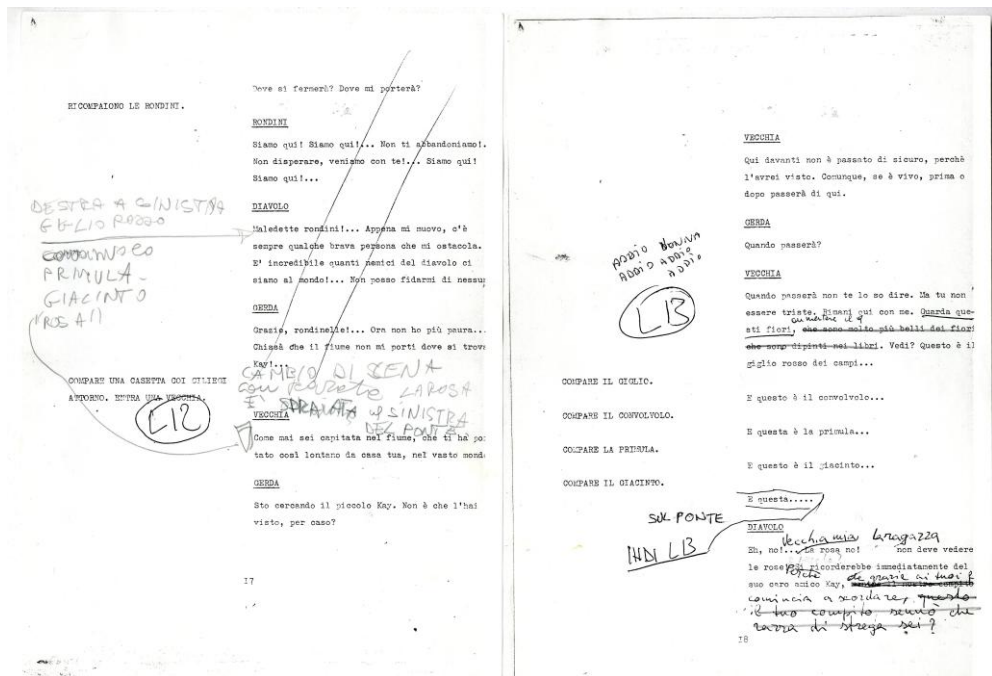 Dove si fermerà? Dove mi porterà?
RICOMPAIONO LE RONDINI.
RONDINI
Siamo qui! Siamo qui!... Non ti abbandoniamo!.
Non disperare, veniamo con te!... Siamo qui!
Siamo qui!...
DESTRA A SINISTRA
GIGLIO ROSSO
PRIMULA -
GIACINTO
ROSA !!
DIAVOLO
Maledette rondini!... Appena mi muovo, c'è
sempre qualche brava persona che mi ostacola.
E' incredibile quanti nemici del diavolo ci
siamo al mondo!... Non posso fidarmi di nessu
GERDA
Grazie, rondinelle!... Ora non ho più paura...
Chissà che il fiume non mi porti dove si trova
Kay!...
CAMBIO DI SCENA
LA ROSA
E' SDRAIATA SINISTRA
DEL PONTE
COMPARE UNA CASETTA COI CILIEGI
ATTORNO. ENTRA UNA VECCHIA.
L12
VECCHIA
Come mai sei capitata nel fiume, che ti ha po
tato così lontano da casa tua, nel vasto mond
GERDA
Sto cercando il piccolo Kay. Non è che l'hai
visto, per caso?
17
VECCHIA
Qui davanti non è passato di sicuro, perchè
l'avrei visto. Comunque, se è vivo, prima o
dopo passerà di qui.
GERDA
Quando passerà?
ADDIO NONNA
ADDIO ADDIO
ADDIO
L13
VECCHIA
Quando passerà non te lo so dire. Ma tu non
essere triste. Rimani qui con me. Guarda que-
sti fiori, che sono molto più belli dei fiori
che sono dipinti nei libri. Vedi? Questo è il
giglio rosso dei campi...
COMPARE IL GIGLIO.
E questo è il convolvolo...
COMPARE IL CONVOLVOLO.
E questa è la primula...
COMPARE LA PRIMULA.
E questo è il giacinto...
COMPARE IL GIACINTO.
E questa.....
SUL PONTE
INDI L13
DIAVOLO
Vecchia mia la ragazza
Eh, no!... La rosa no! non deve vedere
le rose! Si ricorderebbe immediatamente del
Perchè
suo caro amico Kay, se grazie ai tuoi
comincia a scordare, questo
è tuo compito sennò che
razza di strega sei?
18